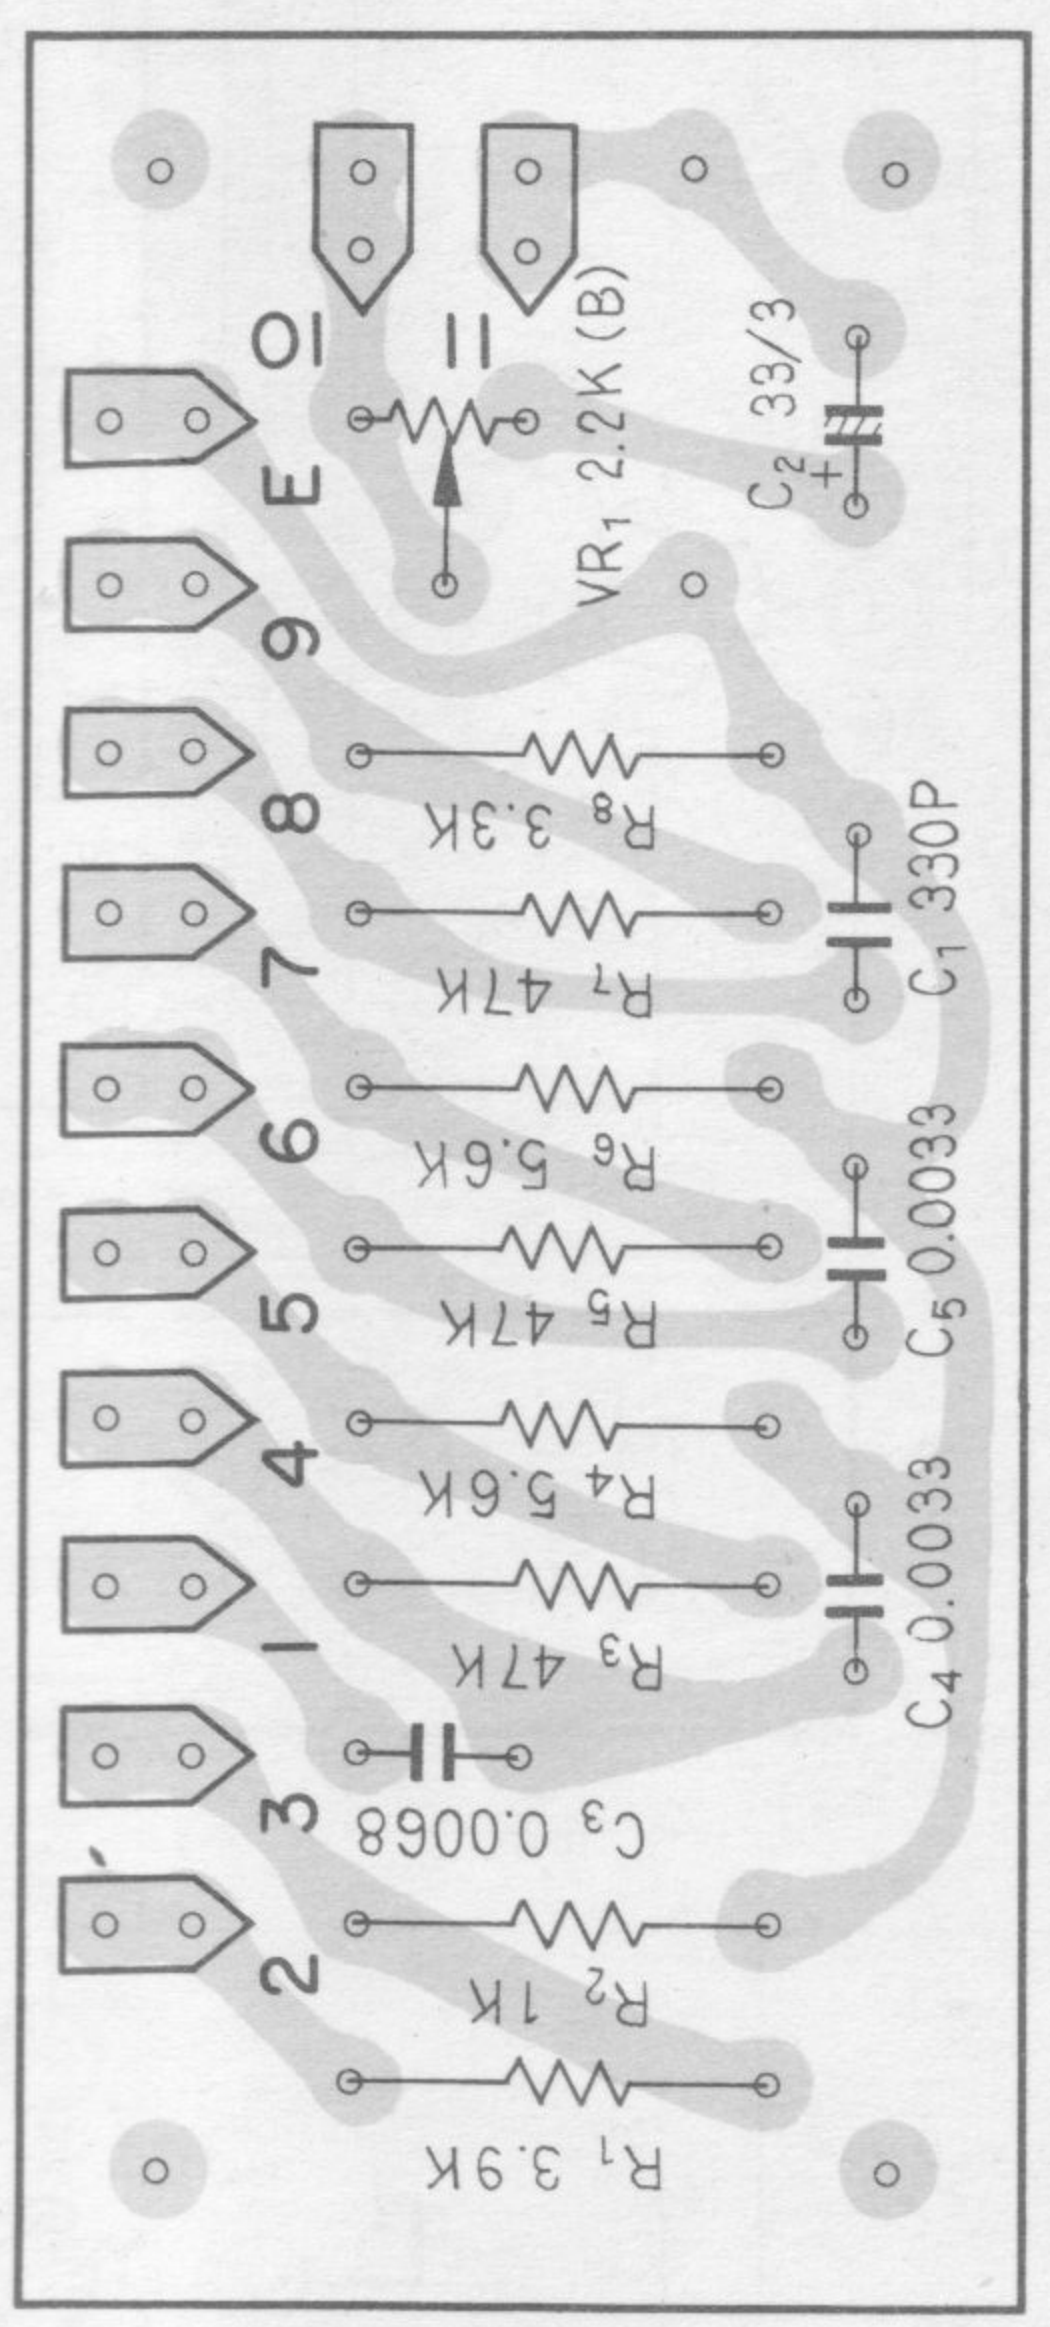 10
11
VR1 2.2K (B)
C2 33/3
+
E
9
8
R8 3.3K
C1 330P
7
R7 47K
6
R6 5.6K
C5 0.0033
5
R5 47K
4
R4 5.6K
C4 0.0033
1
R3 47K
3
C3 0.0068
2
R2 1K
R1 3.9K